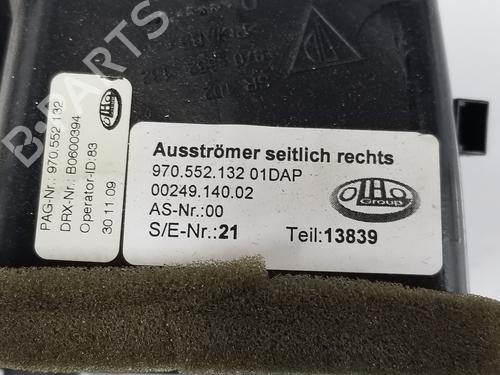 PAG-Nr.: 970.552 132
DRX-Nr.: B0600394
Operator-ID:83
30.11 09
Ausströmer seitlich rechts
970.552.132 01DAP
00249.140.02
AS-Nr.:00
S/E-Nr.:21 Teil:13839
OTTO
Group
B-PARTS